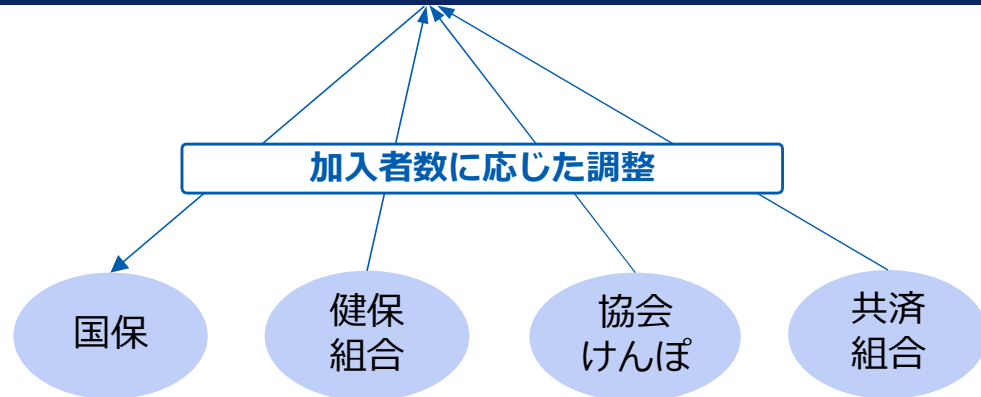 加入者数に応じた調整
国保
健保
組合
協会
けんぽ
共済
組合